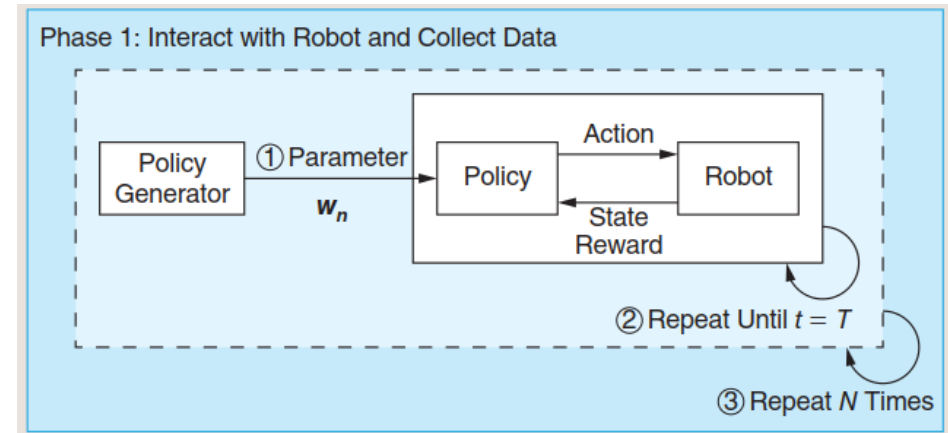 Phase 1: Interact with Robot and Collect Data
Policy
Generator
① Parameter
wₙ
Policy
Action
State
Reward
Robot
② Repeat Until t = T
③ Repeat N Times